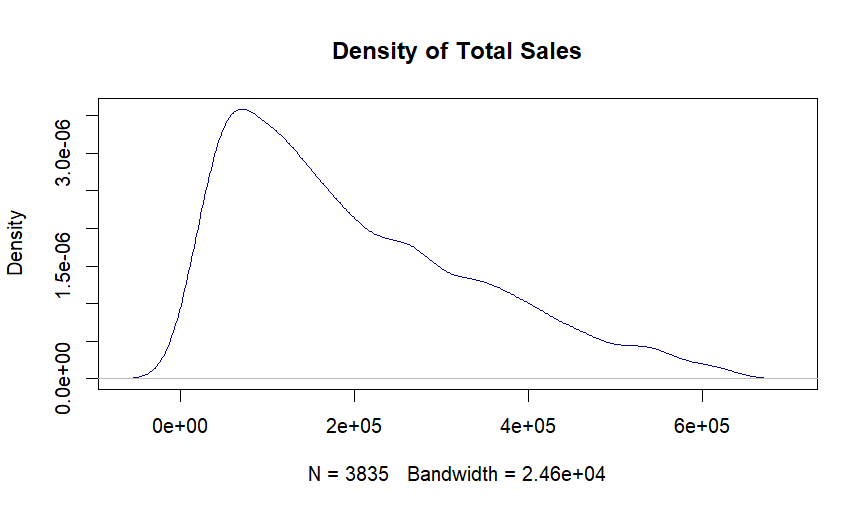 Density of Total Sales
Density
3.0e-06
1.5e-06
0.0e+00
0e+00 2e+05 4e+05 6e+05
N = 3835 Bandwidth = 2.46e+04